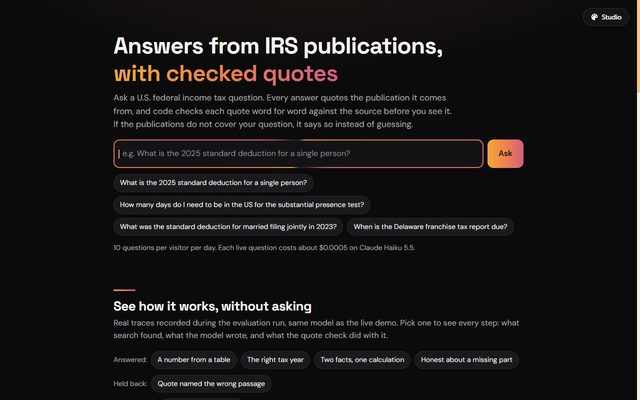 Studio
Answers from IRS publications,
with checked quotes
Ask a U.S. federal income tax question. Every answer quotes the publication it comes
from, and code checks each quote word for word against the source before you see it.
If the publications do not cover your question, it says so instead of guessing.
e.g. What is the 2025 standard deduction for a single person?
Ask
What is the 2025 standard deduction for a single person?
How many days do I need to be in the US for the substantial presence test?
What was the standard deduction for married filing jointly in 2023?
When is the Delaware franchise tax report due?
10 questions per visitor per day. Each live question costs about $0.0005 on Claude Haiku 5.5.
See how it works, without asking
Real traces recorded during the evaluation run, same model as the live demo. Pick one to see every step: what
search found, what the model wrote, and what the quote check did with it.
Answered: A number from a table The right tax year Two facts, one calculation Honest about a missing part
Held back: Quote named the wrong passage